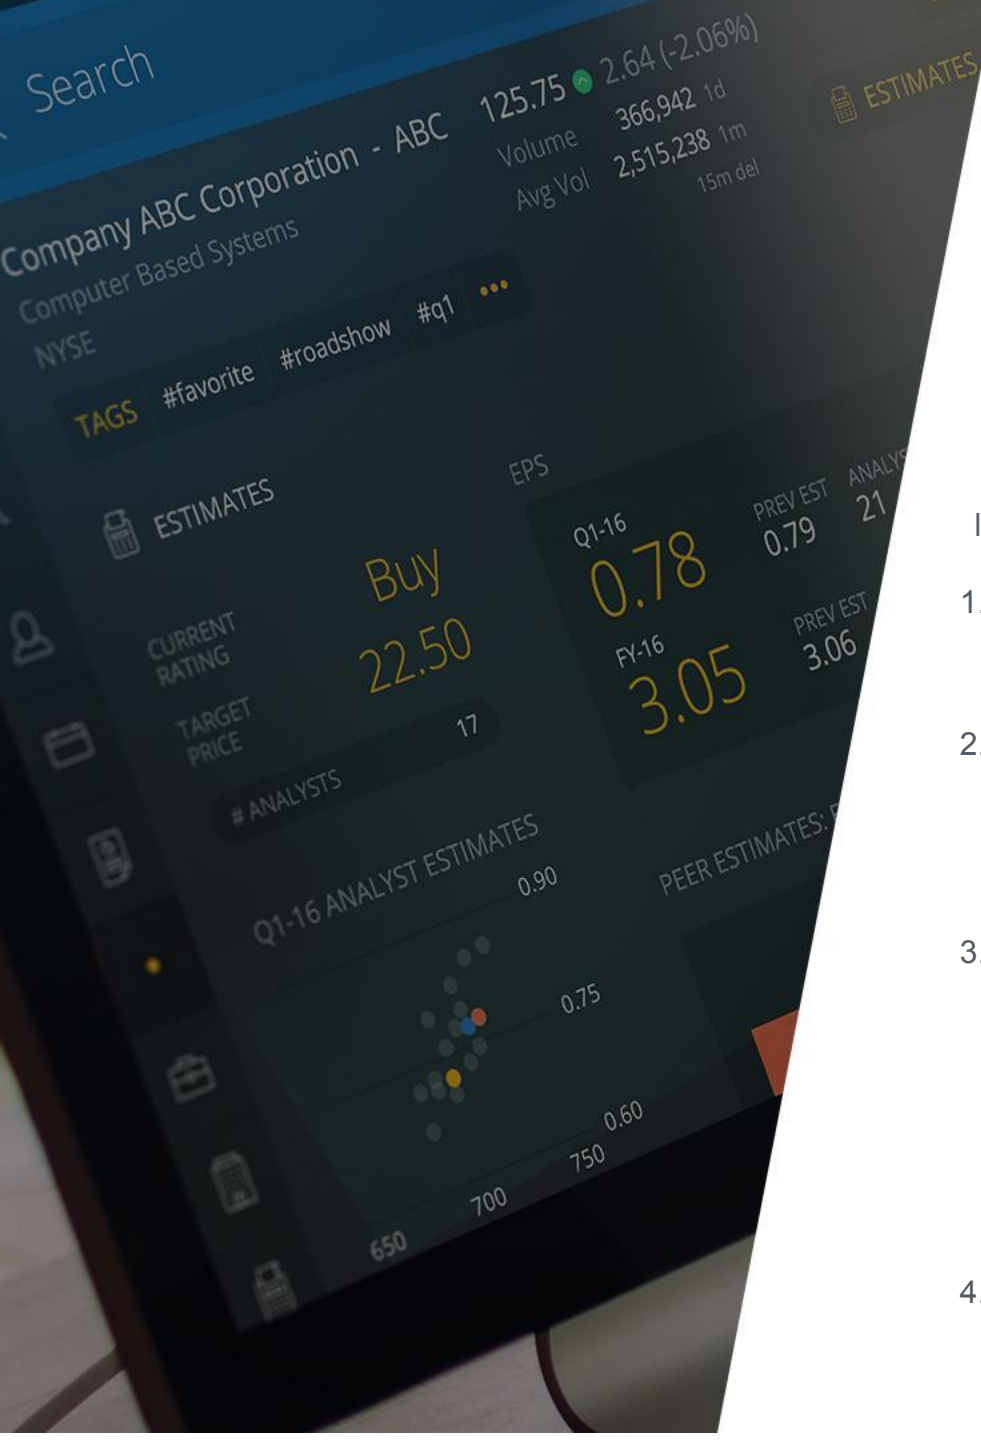 Search
Company ABC Corporation - ABC
Computer Based Systems
NYSE
125.75 2.64 (-2.06%)
Volume 366,942 1d
Avg Vol 2,515,238 1m
15m del
ESTIMATES
TAGS #favorite #roadshow #q1 •••
ESTIMATES
CURRENT RATING Buy
TARGET PRICE 22.50
# ANALYSTS 17
EPS
Q1-16 PREV EST
0.78 0.79 21
FY-16 PREV EST
3.05 3.06
Q1-16 ANALYST ESTIMATES
0.90
0.75
0.60
650 700 750
PEER ESTIMATES:
1.
2.
3.
4.